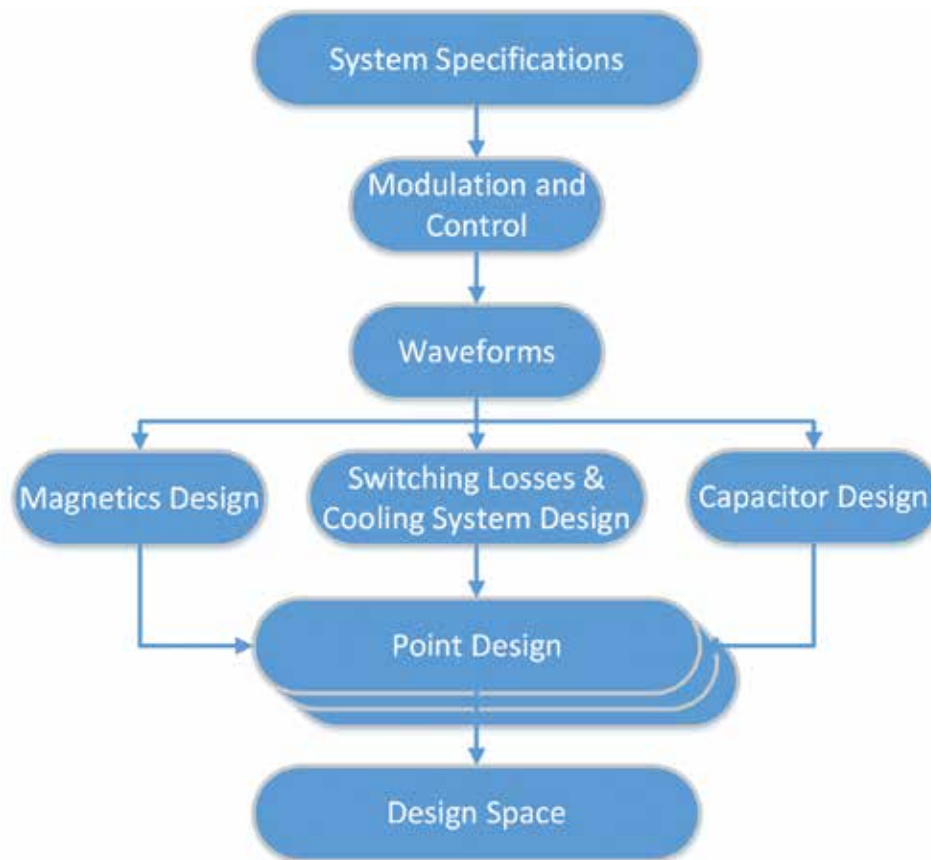 System Specifications
Modulation and
Control
Waveforms
Magnetics Design
Switching Losses &
Cooling System Design
Capacitor Design
Point Design
Design Space